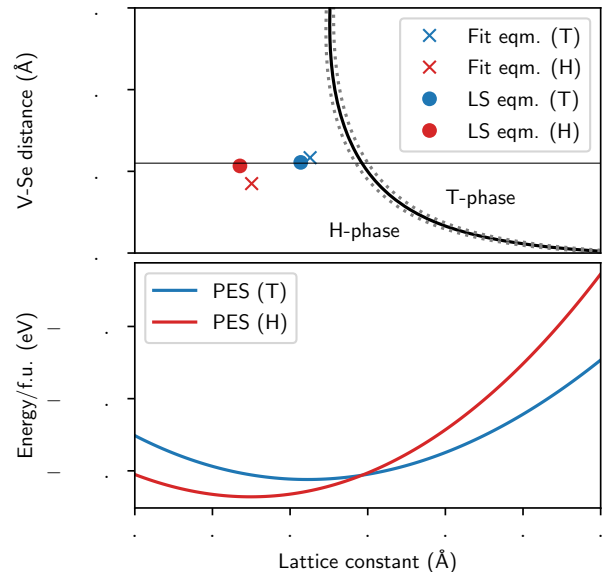 V-Se distance (Å)
Fit eqm. (T)
Fit eqm. (H)
LS eqm. (T)
LS eqm. (H)
T-phase
H-phase
Energy/f.u. (eV)
PES (T)
PES (H)
Lattice constant (Å)